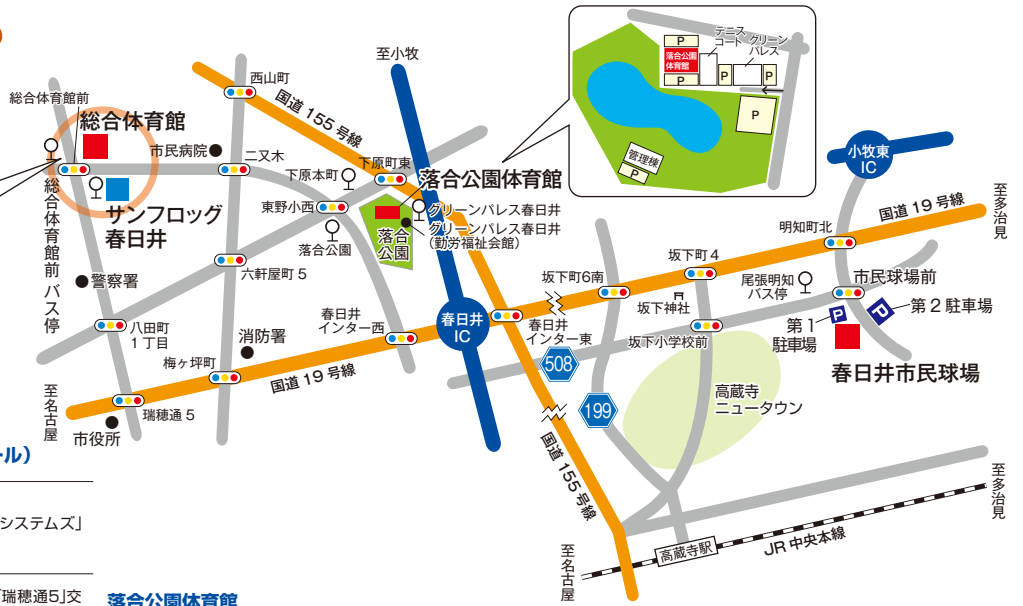 至小牧
西山町
国道155号線
総合体育館前
総合体育館
市民病院
二又木
下原本町
下原町東
落合公園体育館
グリーンパレス春日井
グリーンパレス春日井
(勤労福祉会館)
東野小西
落合
公園
落合公園
サンフロッグ
春日井
総合体育館前 バス停
警察署
六軒屋町5
八田町
1丁目
消防署
春日井
インター西
春日井
IC
春日井
インター東
梅ヶ坪町
国道19号線
至名古屋
瑞穂通5
市役所
P
落合公園
体育館
P
テニス
コート
グリーン
パレス
P
P
P
管理棟
P
小牧東
IC
至多治見
国道19号線
明知町北
坂下町4
坂下町6南
坂下神社
尾張明知
バス停
市民球場前
坂下小学校前
第1
駐車場
P
P
第2駐車場
春日井市民球場
508
199
高蔵寺
ニュータウン
国道155号線
至名古屋
高蔵寺駅
JR中央本線
至多治見
ール)
システムズ」
「瑞穂通5」交
落合公園体育館